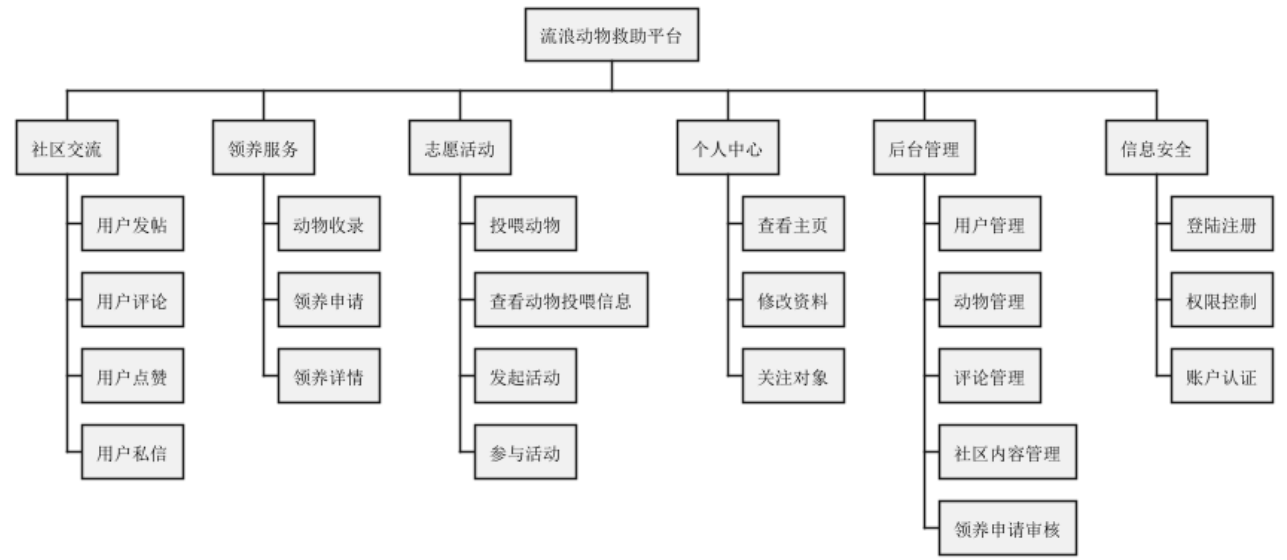 流浪动物救助平台
社区交流
用户发帖
用户评论
用户点赞
用户私信
领养服务
动物收录
领养申请
领养详情
志愿活动
投喂动物
查看动物投喂信息
发起活动
参与活动
个人中心
查看主页
修改资料
关注对象
后台管理
用户管理
动物管理
评论管理
社区内容管理
领养申请审核
信息安全
登陆注册
权限控制
账户认证